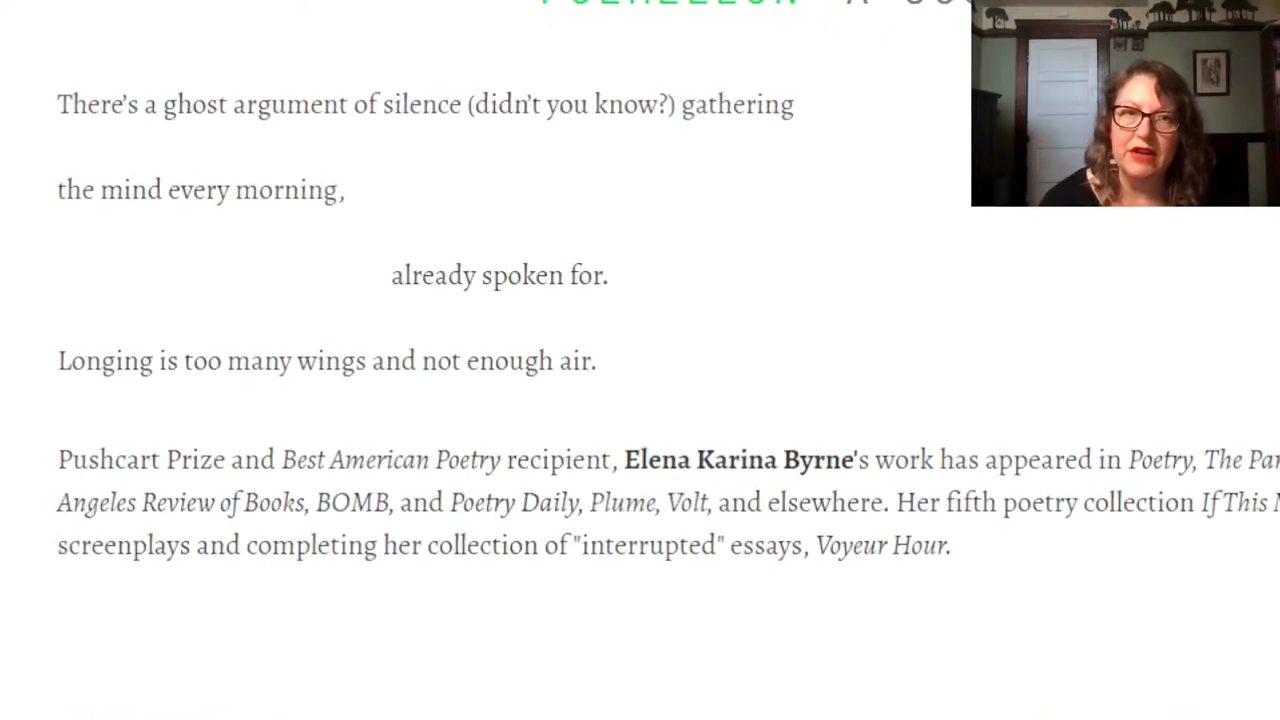 There's a ghost argument of silence (didn't you know?) gathering
the mind every morning,
already spoken for.
Longing is too many wings and not enough air.
Pushcart Prize and Best American Poetry recipient, Elena Karina Byrne's work has appeared in Poetry, The
Angeles Review of Books, BOMB, and Poetry Daily, Plume, Volt, and elsewhere. Her fifth poetry collection If This
screenplays and completing her collection of "interrupted" essays, Voyeur Hour.